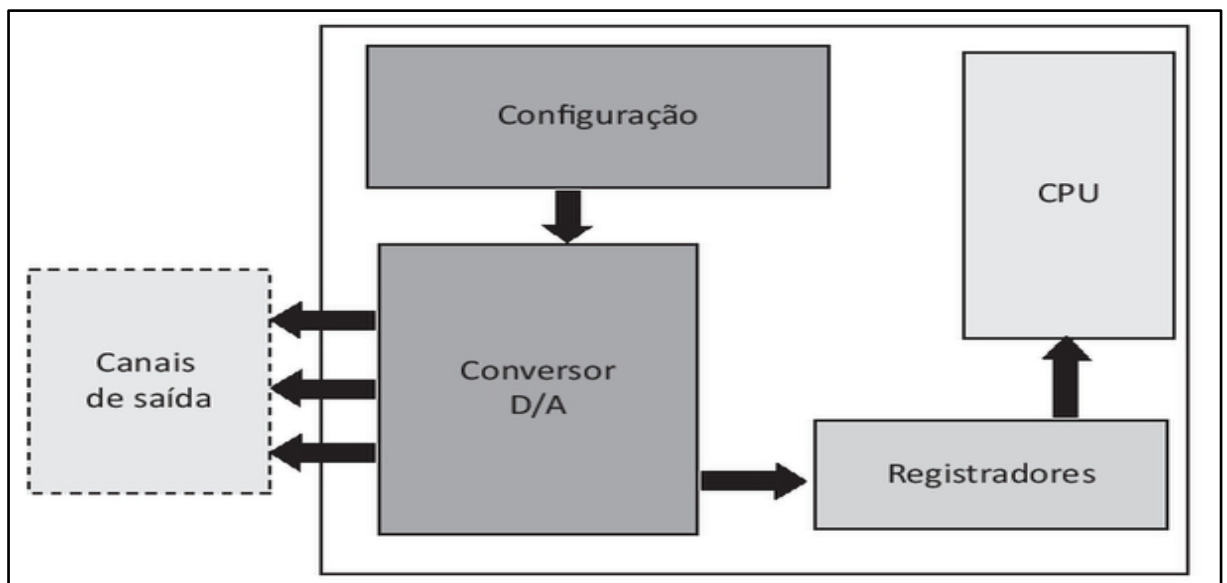 Configuração
CPU
Canais
de saída
Conversor
D/A
Registradores